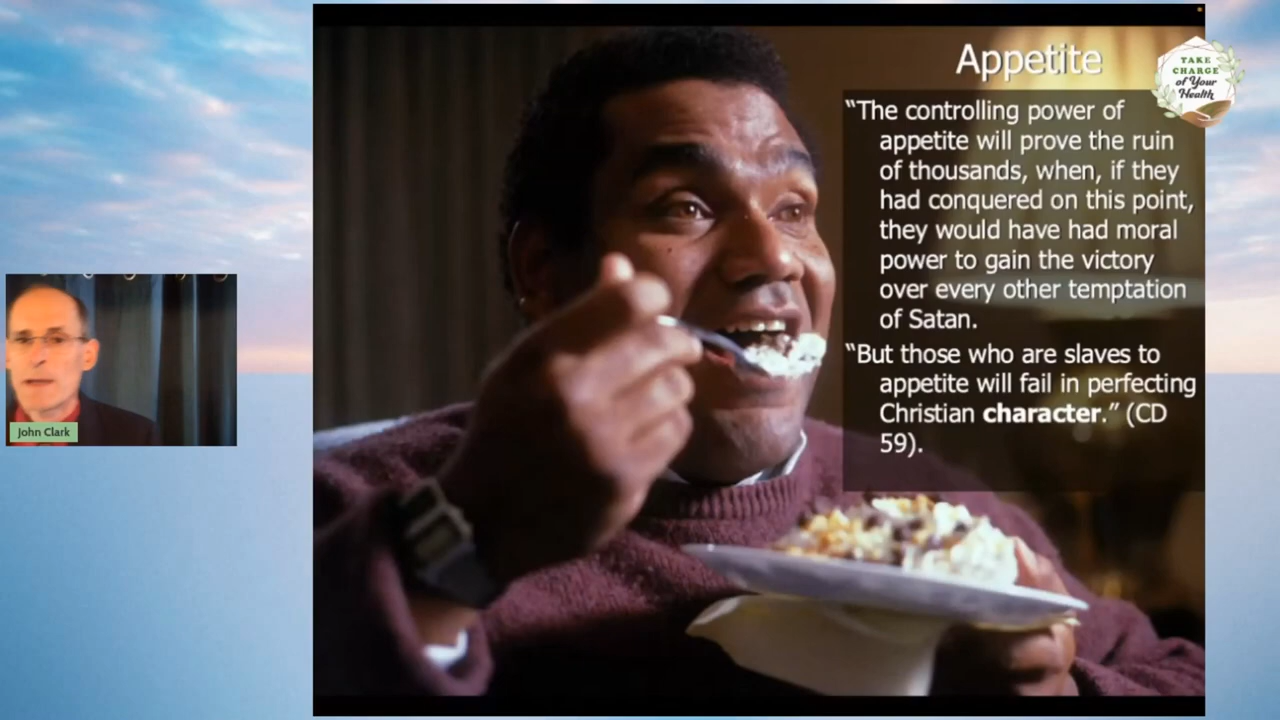 Appetite
TAKE
CHARGE
of Your
Health
“The controlling power of
appetite will prove the ruin
of thousands, when, if they
had conquered on this point,
they would have had moral
power to gain the victory
over every other temptation
of Satan.
“But those who are slaves to
appetite will fail in perfecting
Christian character.” (CD
59).
John Clark